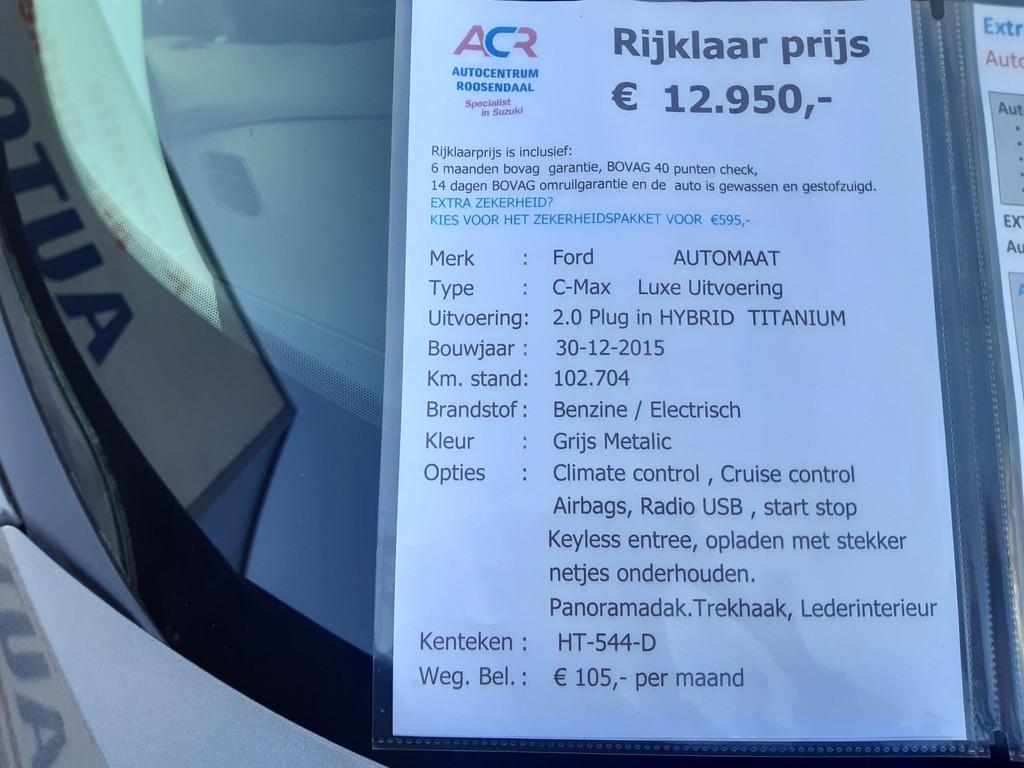 ACR
AUTOCENTRUM
ROOSENDAAL
Specialist
in Suzuki
Rijklaar prijs
€ 12.950,-
Rijklaarprijs is inclusief:
6 maanden bovag garantie, BOVAG 40 punten check,
14 dagen BOVAG omruilgarantie en de auto is gewassen en gestofzuigd.
EXTRA ZEKERHEID?
KIES VOOR HET ZEKERHEIDSPAKKET VOOR €595,-
Merk : Ford AUTOMAAT
Type : C-Max Luxe Uitvoering
Uitvoering: 2.0 Plug in HYBRID TITANIUM
Bouwjaar : 30-12-2015
Km. stand: 102.704
Brandstof : Benzine / Electrisch
Kleur : Grijs Metalic
Opties : Climate control , Cruise control
Airbags, Radio USB , start stop
Keyless entree, opladen met stekker
netjes onderhouden.
Panoramadak.Trekhaak, Lederinterieur
Kenteken : HT-544-D
Weg. Bel. : € 105,- per maand
Extr
Auto
Aut
EX
Au
AUTO